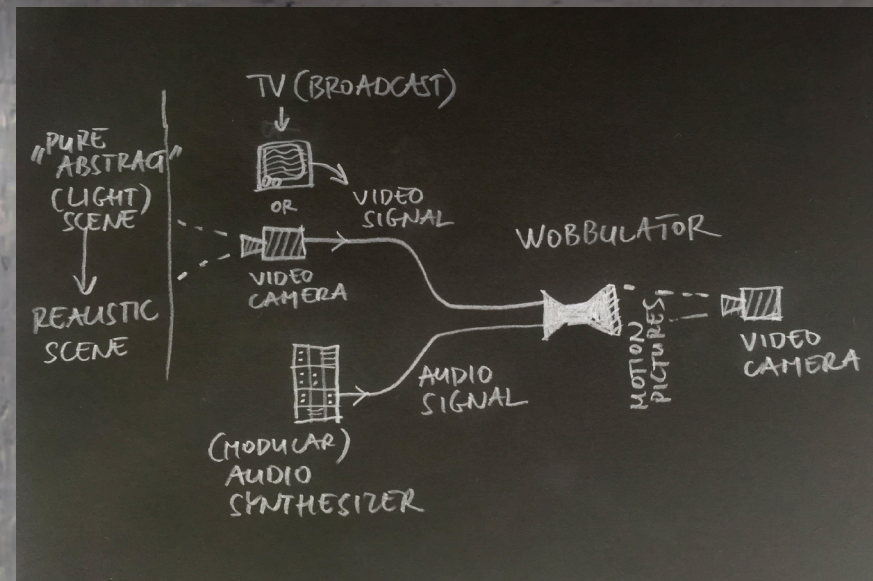 TV (BROADCAST)
"PURE
ABSTRACT"
(LIGHT)
SCENE
REALISTIC
SCENE
OR
VIDEO
SIGNAL
VIDEO
CAMERA
WOBBULATOR
MOTION
PICTURES
VIDEO
CAMERA
AUDIO
SIGNAL
(MODULAR)
AUDIO
SYNTHESIZER